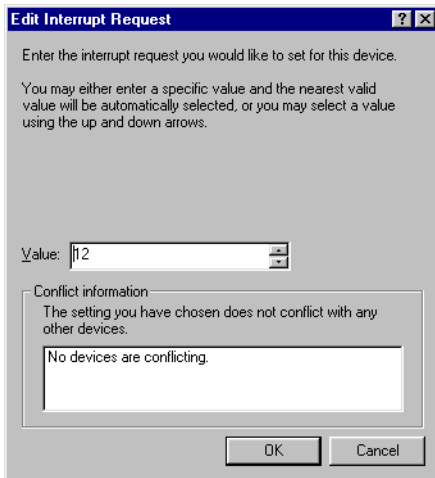 Edit Interrupt Request
Enter the interrupt request you would like to set for this device.
You may either enter a specific value and the nearest valid
value will be automatically selected, or you may select a value
using the up and down arrows.
Value: 12
Conflict information
The setting you have chosen does not conflict with any
other devices.
No devices are conflicting.
OK Cancel